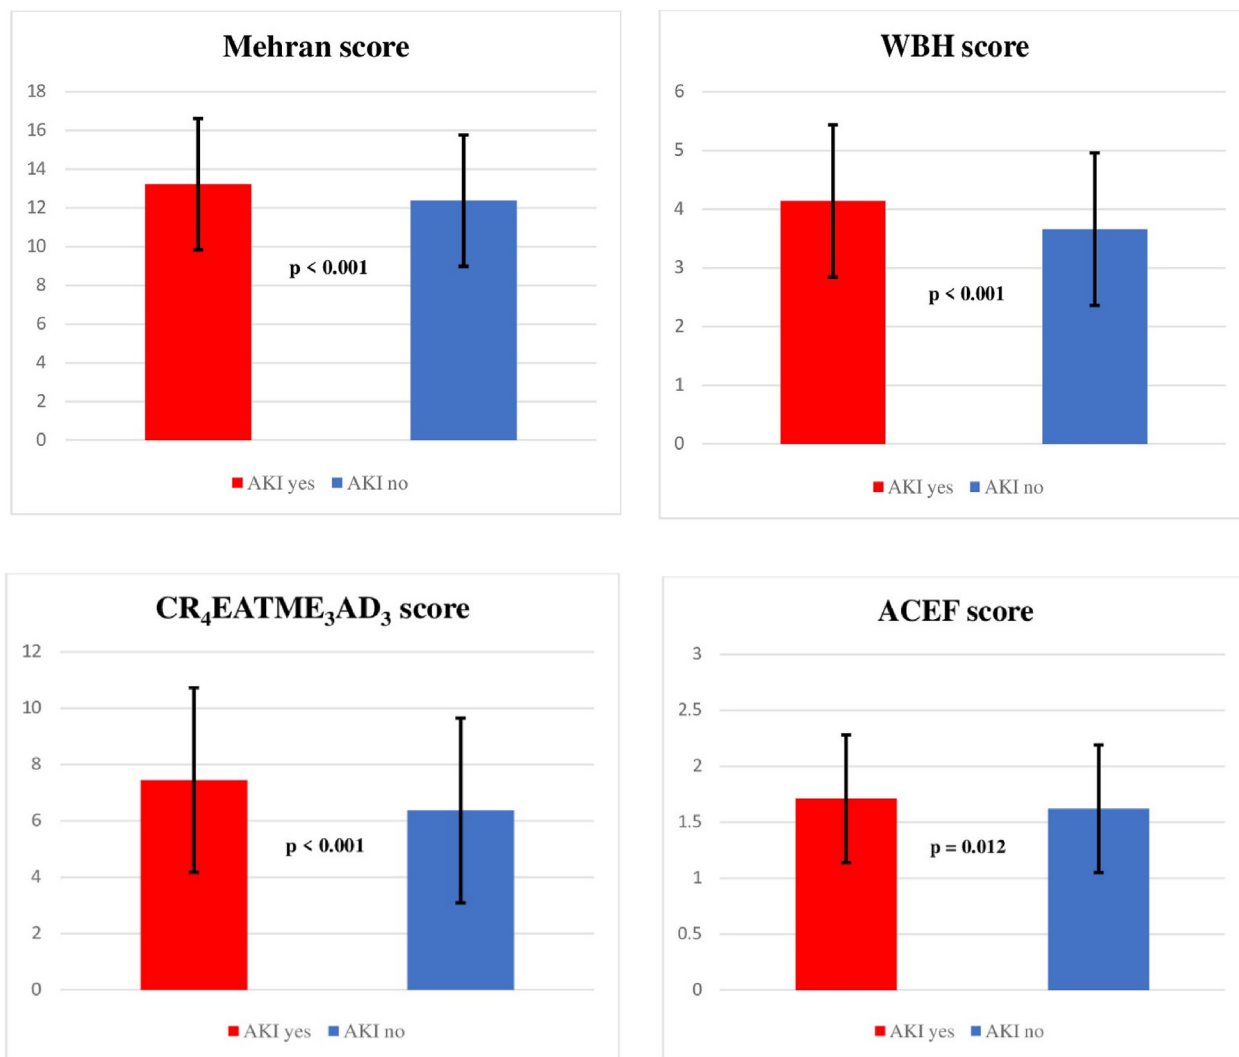 Mehran score
18
16
14
12
10
8
6
4
2
0
p < 0.001
AKI yes AKI no
WBH score
6
5
4
3
2
1
0
p < 0.001
AKI yes AKI no
CR₄EATME₃AD₃ score
12
10
8
6
4
2
0
p < 0.001
AKI yes AKI no
ACEF score
3
2.5
2
1.5
1
0.5
0
p = 0.012
AKI yes AKI no